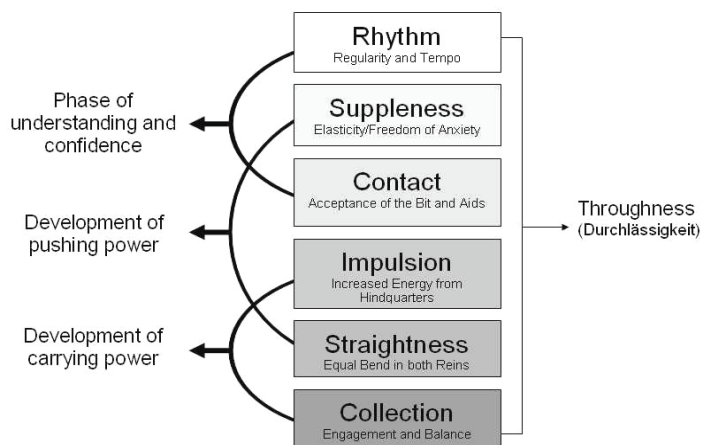 Rhythm
Regularity and Tempo
Suppleness
Elasticity/Freedom of Anxiety
Contact
Acceptance of the Bit and Aids
Impulsion
Increased Energy from
Hindquarters
Straightness
Equal Bend in both Reins
Collection
Engagement and Balance
Phase of
understanding and
confidence
Development of
pushing power
Development of
carrying power
Throughness
(Durchlässigkeit)